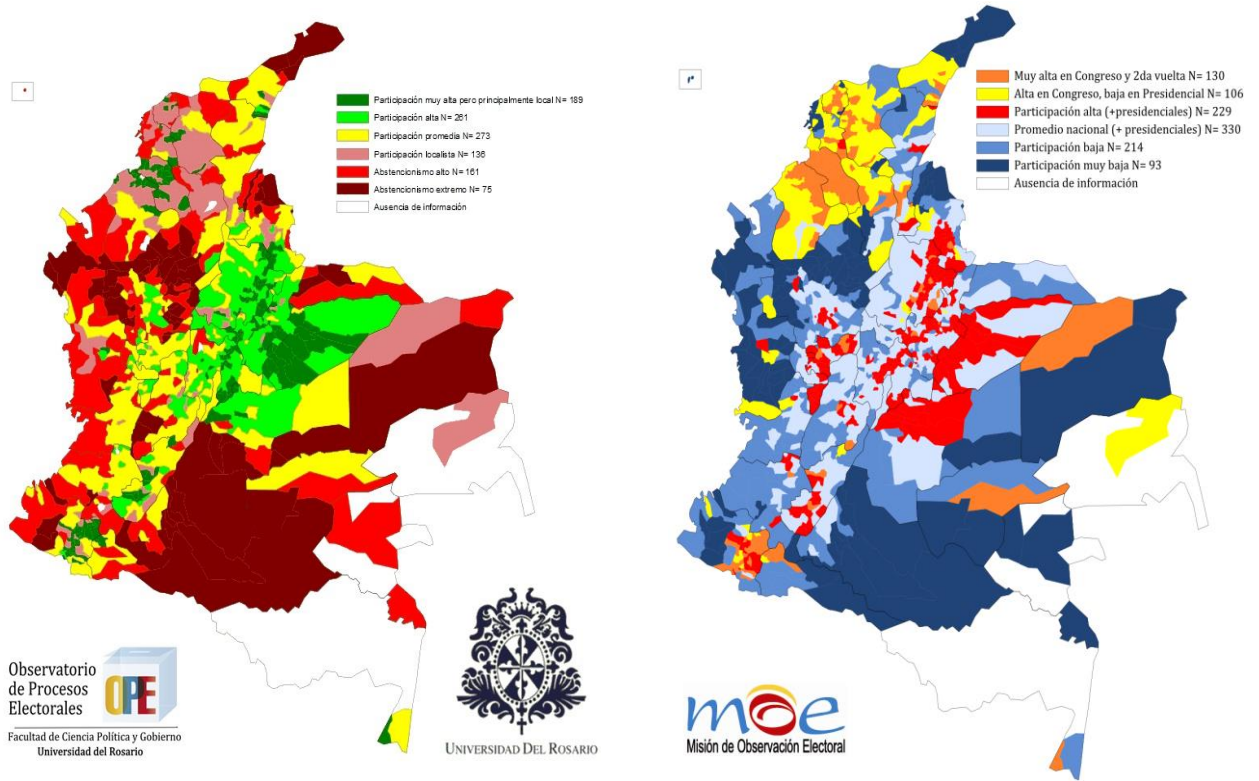 Participación muy alta pero principalmente local N= 189
Participación alta N= 261
Participación promedia N= 273
Participación localista N= 136
Abstencionismo alto N= 161
Abstencionismo extremo N= 75
Ausencia de información
Observatorio
de Procesos
Electorales
OPE
Facultad de Ciencia Política y Gobierno
Universidad del Rosario
UNIVERSIDAD DEL ROSARIO
Muy alta en Congreso y 2da vuelta N= 130
Alta en Congreso, baja en Presidencial N= 106
Participación alta (+presidenciales) N= 229
Promedio nacional (+ presidenciales) N= 330
Participación baja N= 214
Participación muy baja N= 93
Ausencia de información
moe
Misión de Observación Electoral